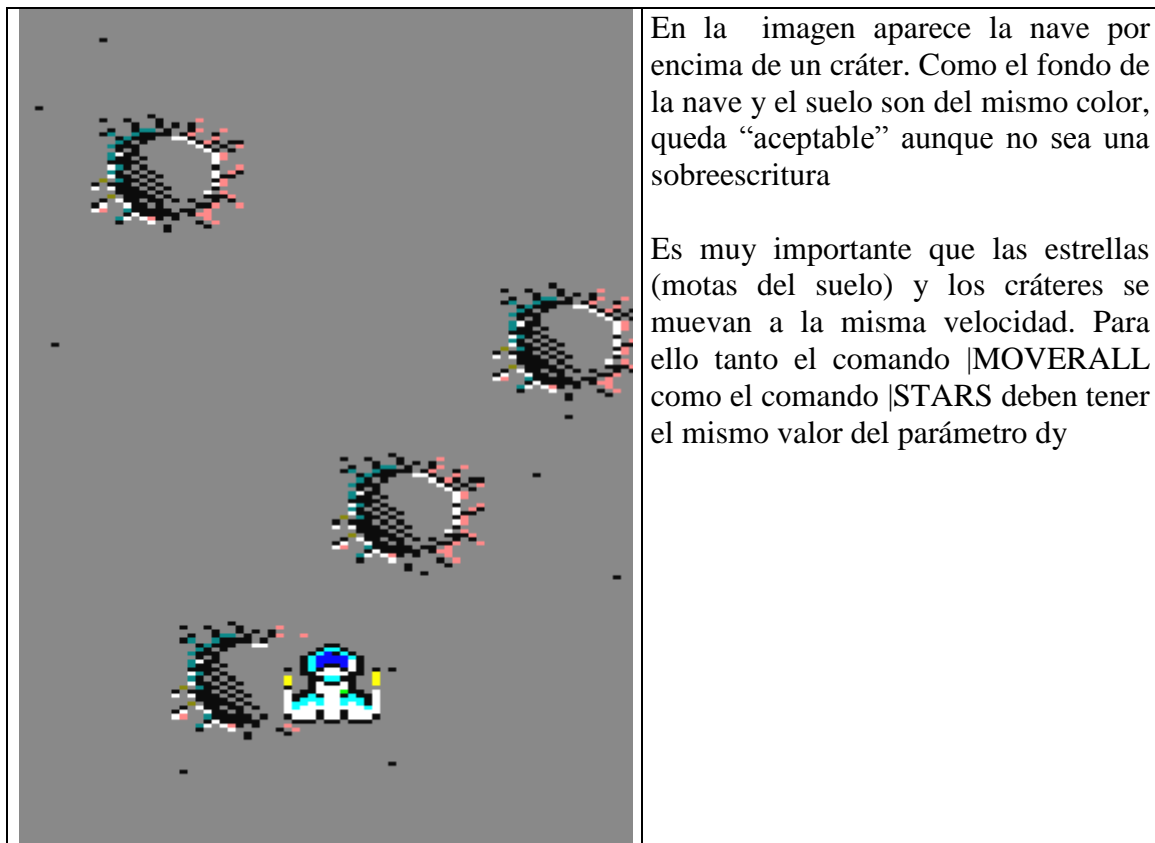 En la imagen aparece la nave por
encima de un cráter. Como el fondo de
la nave y el suelo son del mismo color,
queda “aceptable” aunque no sea una
sobreescritura
Es muy importante que las estrellas
(motas del suelo) y los cráteres se
muevan a la misma velocidad. Para
ello tanto el comando |MOVERALL
como el comando |STARS deben tener
el mismo valor del parámetro dy